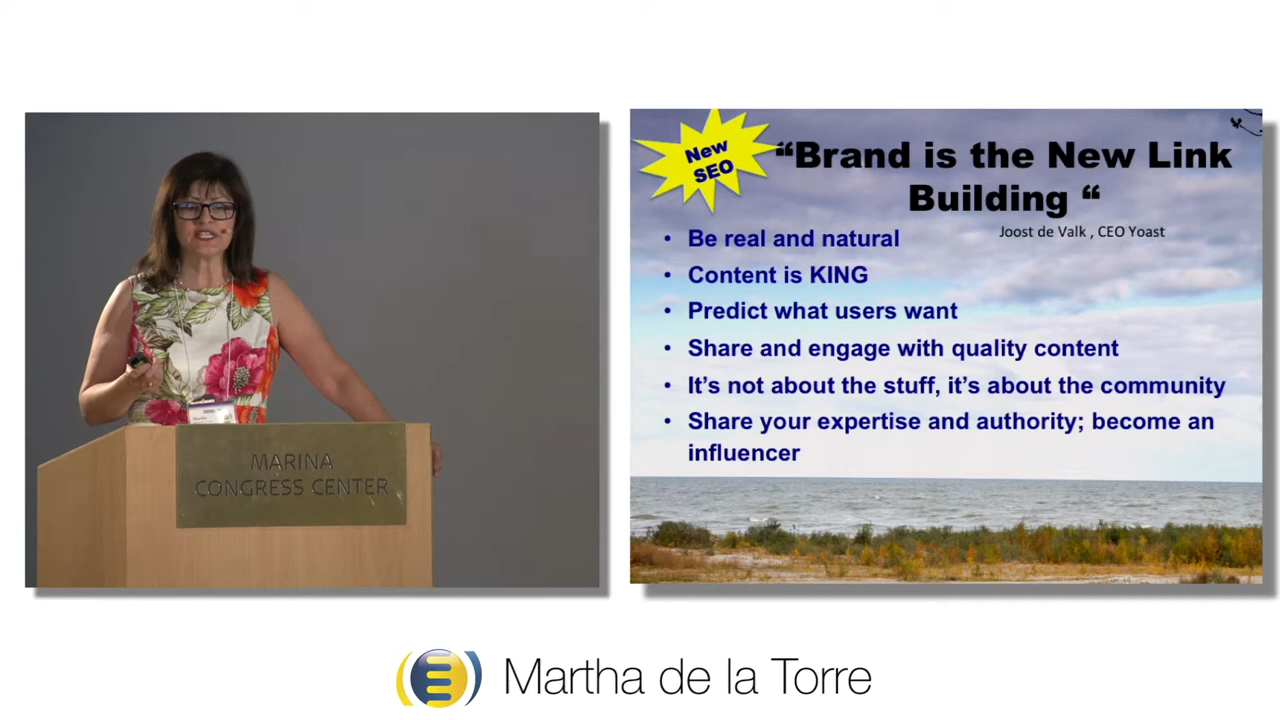 New
SEO
“Brand is the New Link
Building “
Joost de Valk , CEO Yoast
• Be real and natural
• Content is KING
• Predict what users want
• Share and engage with quality content
• It’s not about the stuff, it’s about the community
• Share your expertise and authority; become an
influencer
MARINA
CONGRESS CENTER
Martha de la Torre